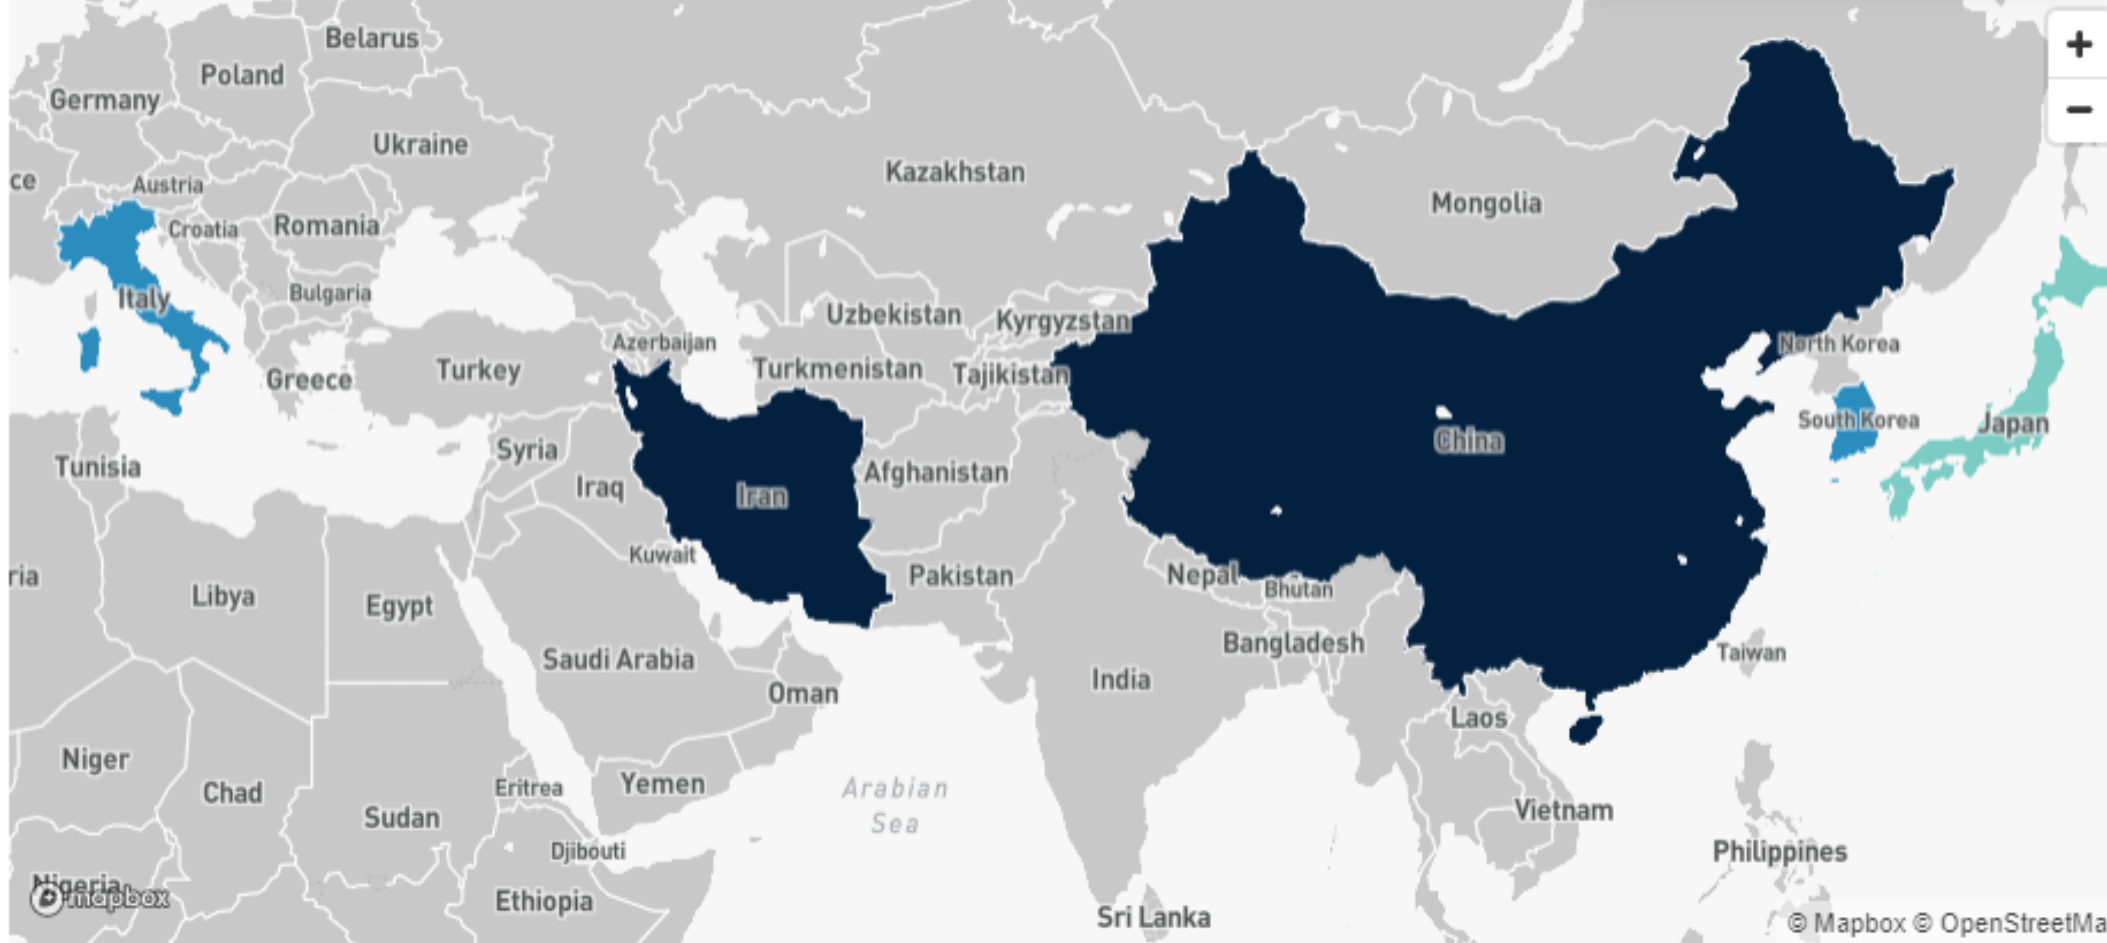 Belarus
Poland
Germany
Ukraine
ce
Austria
Kazakhstan
Mongolia
Croatia
Romania
Italy
Bulgaria
Uzbekistan
Kyrgyzstan
Azerbaijan
North Korea
Turkey
Turkmenistan
Tajikistan
Greece
South Korea
Japan
China
Syria
Tunisia
Afghanistan
Iraq
Iran
Kuwait
Pakistan
Nepal
Bhutan
ria
Libya
Egypt
Bangladesh
Taiwan
Saudi Arabia
India
Oman
Laos
Niger
Yemen
Eritrea
Arabian
Sea
Chad
Sudan
Vietnam
Djibouti
Philippines
Nigeria
mapbox
Ethiopia
Sri Lanka
© Mapbox © OpenStreetMa
+
−